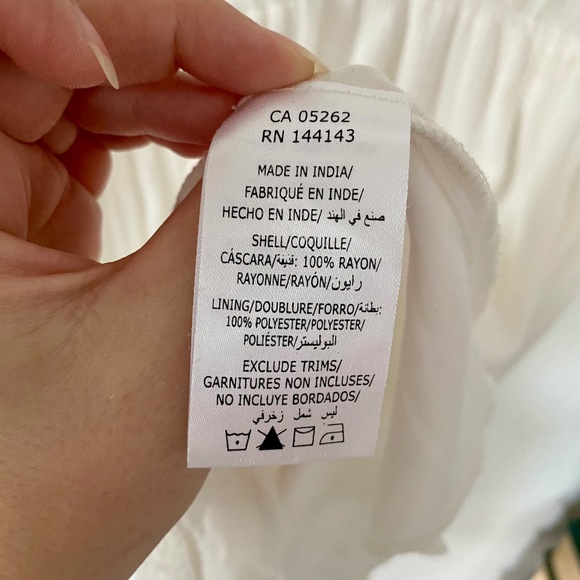 CA 05262
RN 144143
MADE IN INDIA/
FABRIQUÉ EN INDE/
HECHO EN INDE/ صنع في الهند
SHELL/COQUILLE/
CÁSCARA/قذيفة: 100% RAYON/
RAYONNE/RAYÓN/رايون
LINING/DOUBLURE/FORRO/بطانة:
100% POLYESTER/POLYESTER/
POLIÉSTER/البوليستر
EXCLUDE TRIMS/
GARNITURES NON INCLUSES/
NO INCLUYE BORDADOS/
ليس شمل زخرفي